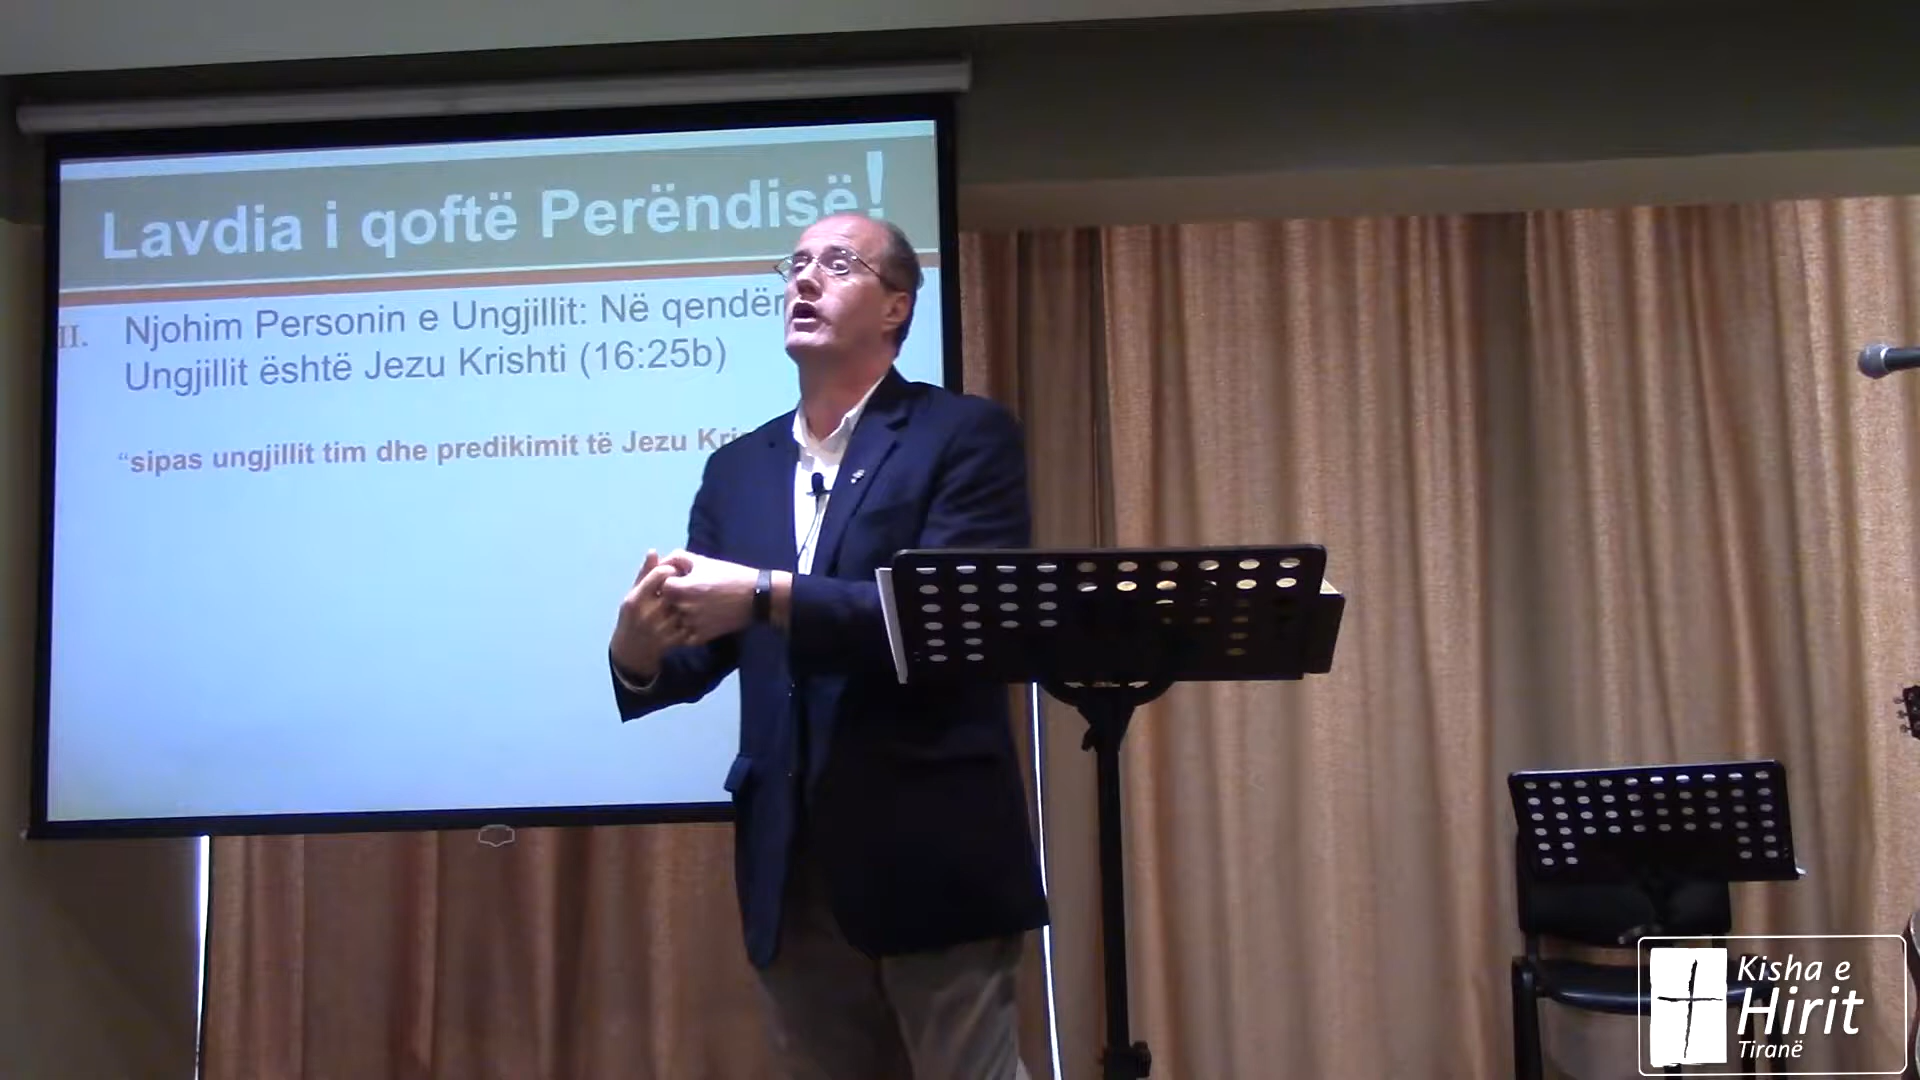 Lavdia i qoftë Perëndisë!
II. Njohim Personin e Ungjillit: Në
Ungjillit është Jezu Krishti (16:25b)
“sipas ungjillit tim dhe predikimit të Jezu
Kisha e
Hirit
Tiranë